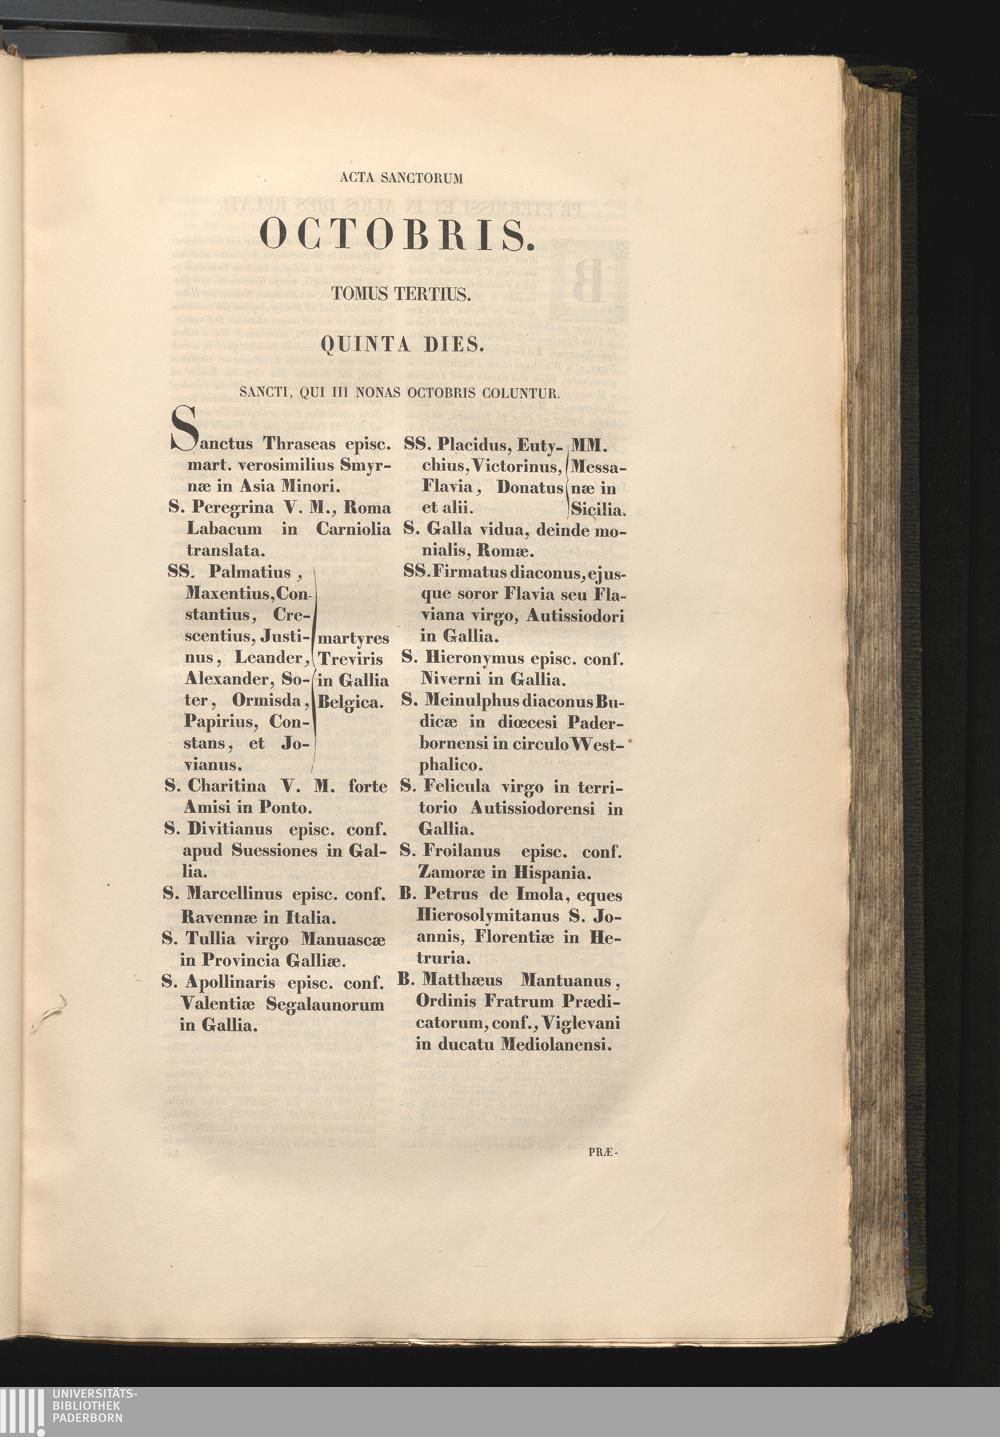 ACTA SANCTORUM
OCTOBRIS.
TOMUS TERTIUS.
QUINTA DIES.
SANCTI, QUI III NONAS OCTOBRIS COLUNTUR.
Sanctus Thraseas episc.
mart. verosimilius Smyr-
næ in Asia Minori.
S. Peregrina V. M., Roma
Labacum in Carniolia
translata.
SS. Palmatius,
Maxentius, Con-
stantius, Cre-
scentius, Justi-
nus, Leander,
Alexander, So-
ter, Ormisda,
Papirius, Con-
stans, et Jo-
vianus.
martyres
Treviris
in Gallia
Belgica.
S. Charitina V. M. forte
Amisi in Ponto.
S. Divitianus episc. conf.
apud Suessiones in Gal-
lia.
S. Marcellinus episc. conf.
Ravennæ in Italia.
S. Tullia virgo Manuascæ
in Provincia Galliæ.
S. Apollinaris episc. conf.
Valentiæ Segalaunorum
in Gallia.
SS. Placidus, Euty-
chius, Victorinus,
Flavia, Donatus
et alii.
MM.
Messa-
næ in
Sicilia.
S. Galla vidua, deinde mo-
nialis, Romæ.
SS. Firmatus diaconus, ejus-
que soror Flavia seu Fla-
viana virgo, Autissiodori
in Gallia.
S. Hieronymus episc. conf.
Niverni in Gallia.
S. Meinulphus diaconus Bu-
dicæ in diœcesi Pader-
bornensi in circulo West-
phalico.
S. Felicula virgo in terri-
torio Autissiodorensi in
Gallia.
S. Froilanus episc. conf.
Zamoræ in Hispania.
B. Petrus de Imola, eques
Hierosolymitanus S. Jo-
annis, Florentiæ in He-
truria.
B. Matthæus Mantuanus,
Ordinis Fratrum Prædi-
catorum, conf., Viglevani
in ducatu Mediolanensi.
PRÆ-
UNIVERSITÄTS-
BIBLIOTHEK
PADERBORN